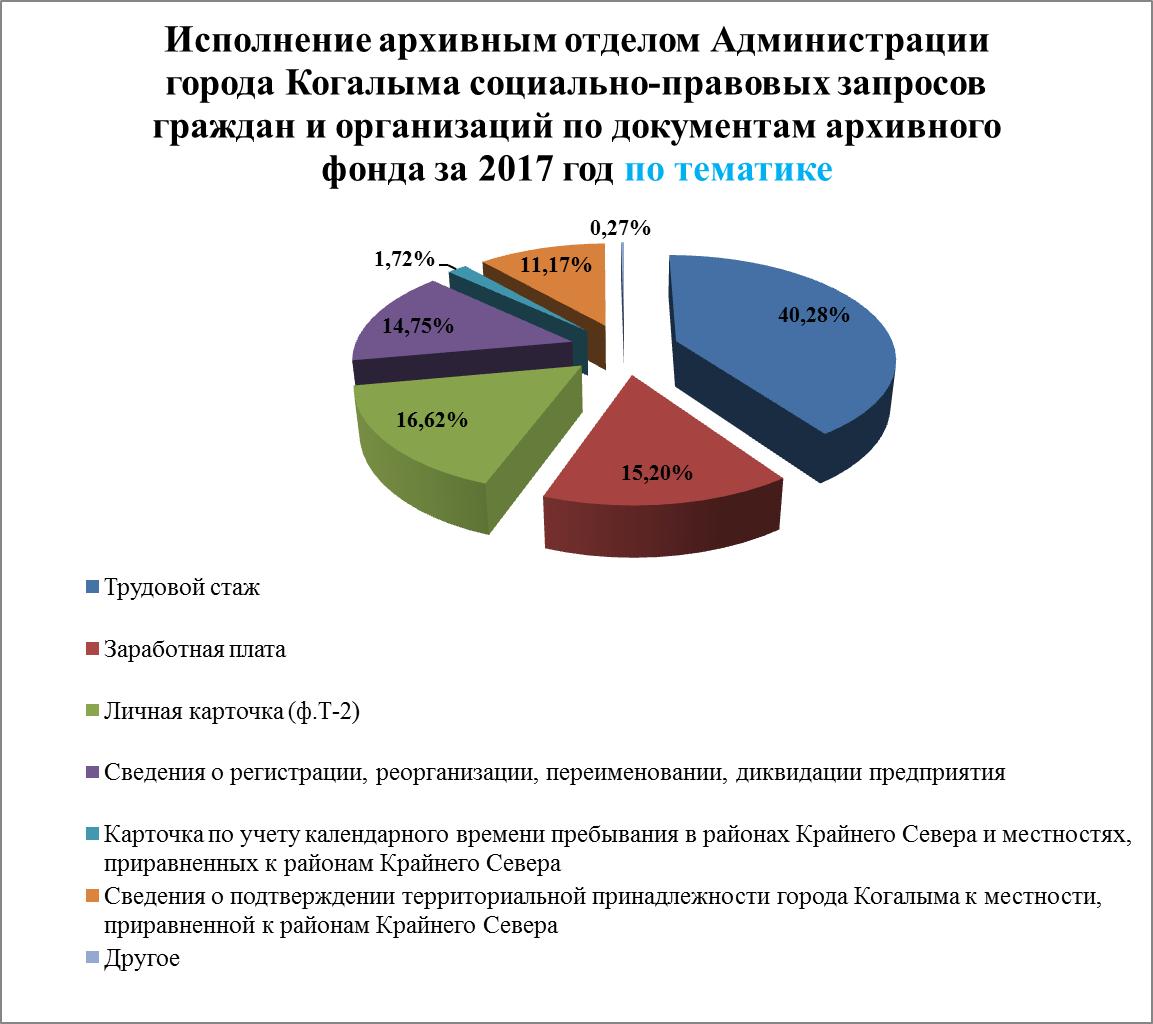 Исполнение архивным отделом Администрации
города Когалыма социально-правовых запросов
граждан и организаций по документам архивного
фонда за 2017 год по тематике
0,27%
1,72%
11,17%
40,28%
14,75%
16,62%
15,20%
Трудовой стаж
Заработная плата
Личная карточка (ф.Т-2)
Сведения о регистрации, реорганизации, переименовании, диквидации предприятия
Карточка по учету календарного времени пребывания в районах Крайнего Севера и местностях,
приравненных к районам Крайнего Севера
Сведения о подтверждении территориальной принадлежности города Когалыма к местности,
приравненной к районам Крайнего Севера
Другое